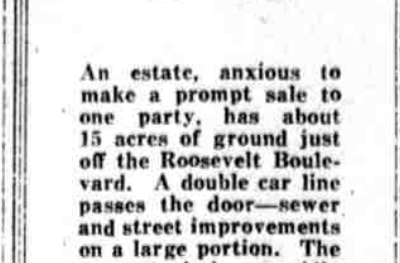 An estate, anxious to
make a prompt sale to
one party, has about
15 acres of ground just
off the Roosevelt Boule-
vard. A double car line
passes the door—sewer
and street improvements
on a large portion. The